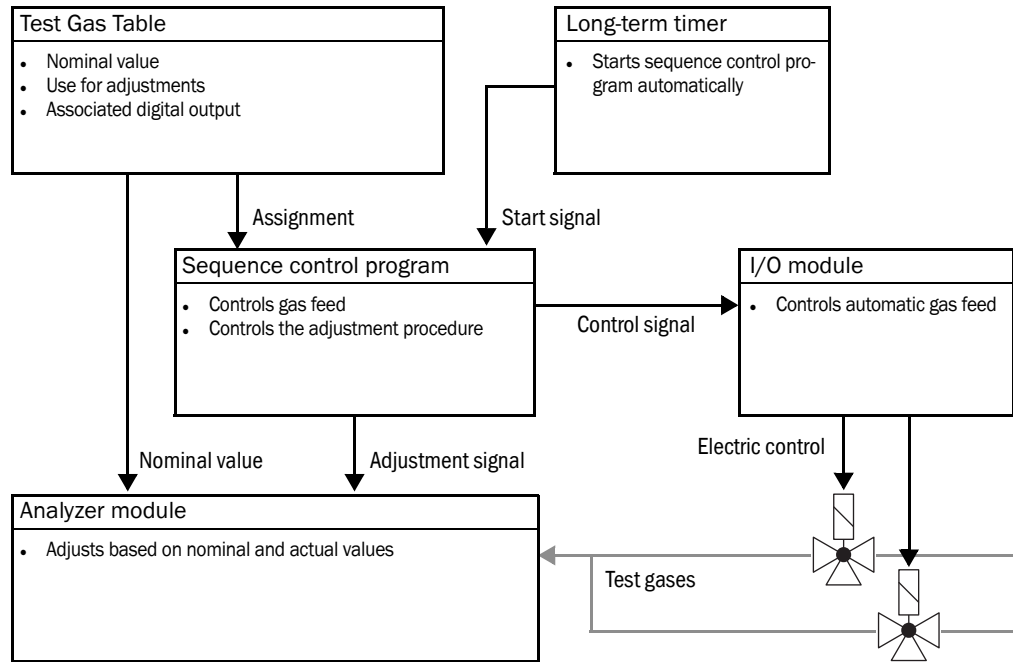 Test Gas Table
• Nominal value
• Use for adjustments
• Associated digital output
Long-term timer
• Starts sequence control pro-
gram automatically
Assignment
Start signal
Sequence control program
• Controls gas feed
• Controls the adjustment procedure
Control signal
I/O module
• Controls automatic gas feed
Nominal value
Adjustment signal
Electric control
Analyzer module
• Adjusts based on nominal and actual values
Test gases